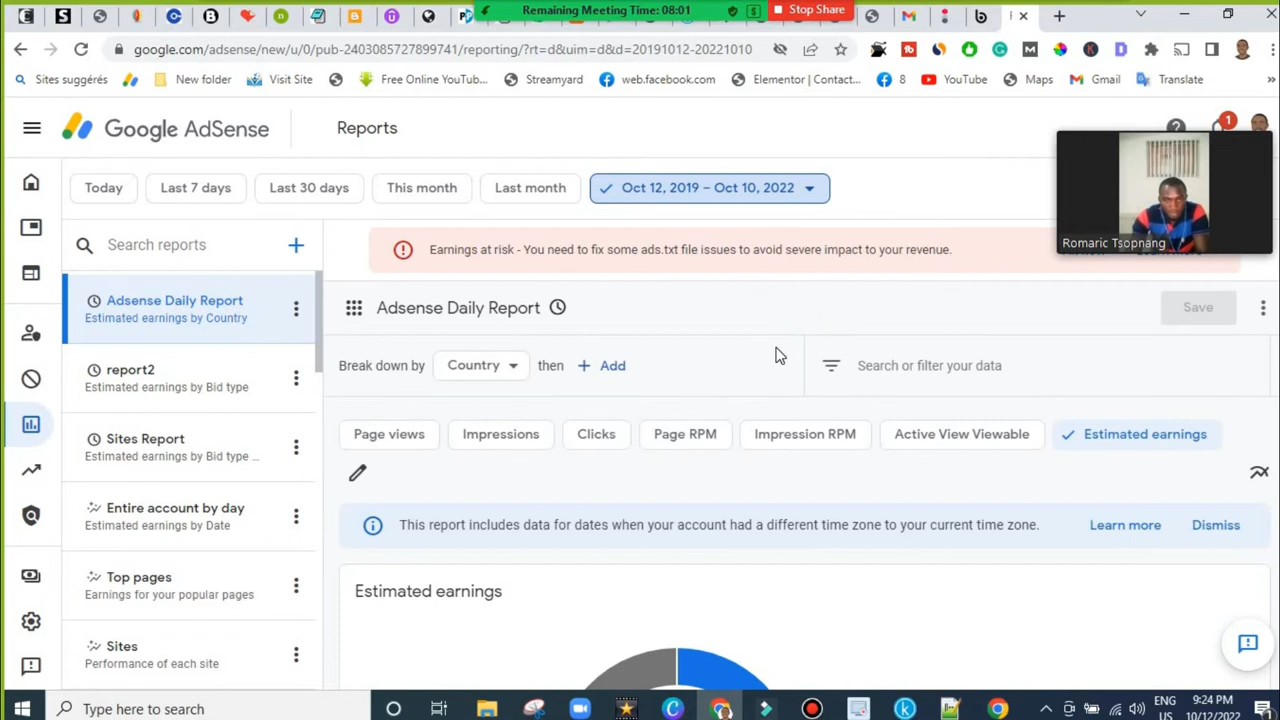 Remaining Meeting Time: 08:01
Stop Share
google.com/adsense/new/u/0/pub-2403085727899741/reporting/?rt=d&uim=d&d=20191012-20221010
Sites suggérés
New folder
Visit Site
Free Online YouTub...
Streamyard
web.facebook.com
Elementor | Contact...
8
YouTube
Maps
Gmail
Translate
Google AdSense
Reports
1
Today
Last 7 days
Last 30 days
This month
Last month
Oct 12, 2019 – Oct 10, 2022
Romaric Tsopnang
Search reports
Earnings at risk - You need to fix some ads.txt file issues to avoid severe impact to your revenue.
Adsense Daily Report
Estimated earnings by Country
report2
Estimated earnings by Bid type
Sites Report
Estimated earnings by Bid type ...
Entire account by day
Estimated earnings by Date
Top pages
Earnings for your popular pages
Sites
Performance of each site
Adsense Daily Report
Save
Break down by
Country
then
Add
Search or filter your data
Page views
Impressions
Clicks
Page RPM
Impression RPM
Active View Viewable
Estimated earnings
This report includes data for dates when your account had a different time zone to your current time zone.
Learn more
Dismiss
Estimated earnings
Type here to search
ENG
US
9:24 PM
10/12/2022